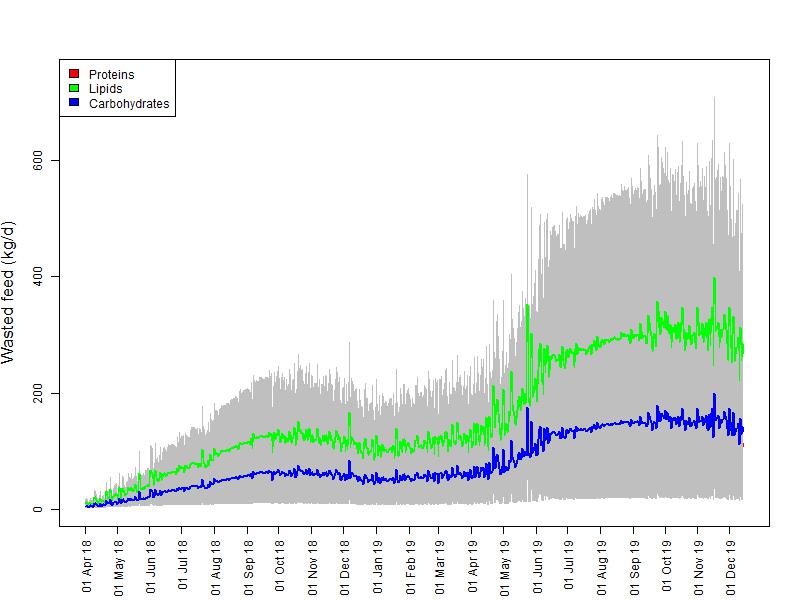 Proteins
Lipids
Carbohydrates
Wasted feed (kg/d)
600
400
200
0
01 Apr 18
01 May 18
01 Jun 18
01 Jul 18
01 Aug 18
01 Sep 18
01 Oct 18
01 Nov 18
01 Dec 18
01 Jan 19
01 Feb 19
01 Mar 19
01 Apr 19
01 May 19
01 Jun 19
01 Jul 19
01 Aug 19
01 Sep 19
01 Oct 19
01 Nov 19
01 Dec 19